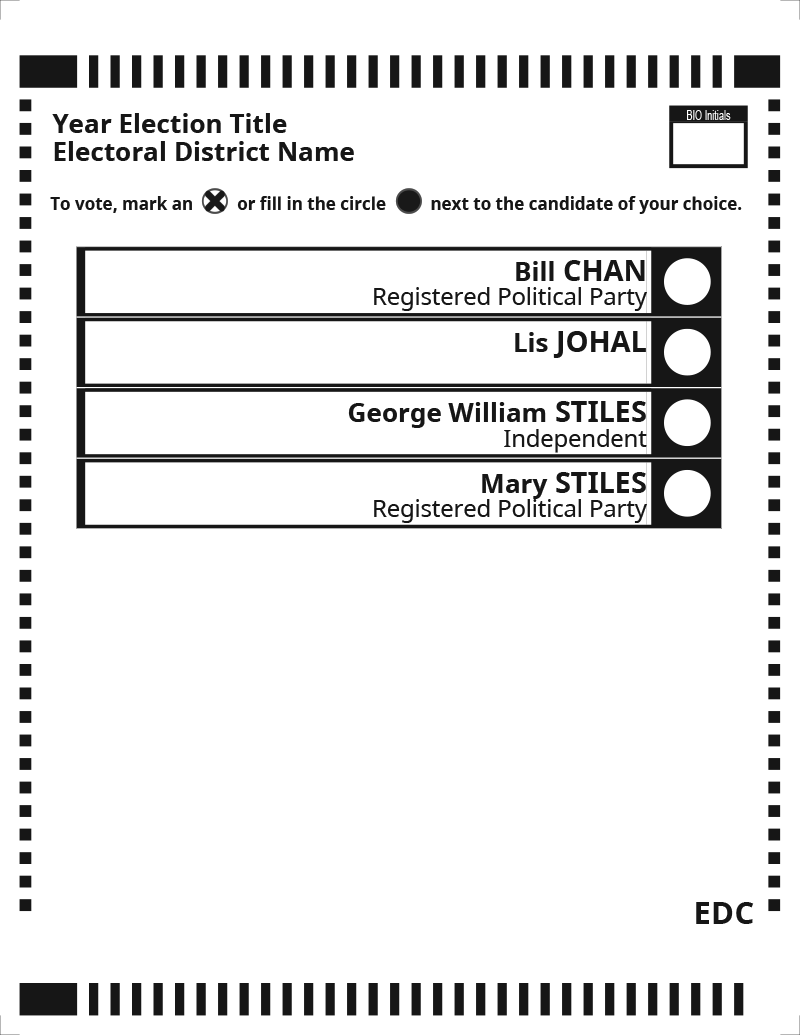 Year Election Title
Electoral District Name
BIO Initials
To vote, mark an or fill in the circle next to the candidate of your choice.
Bill CHAN
Registered Political Party
Lis JOHAL
George William STILES
Independent
Mary STILES
Registered Political Party
EDC